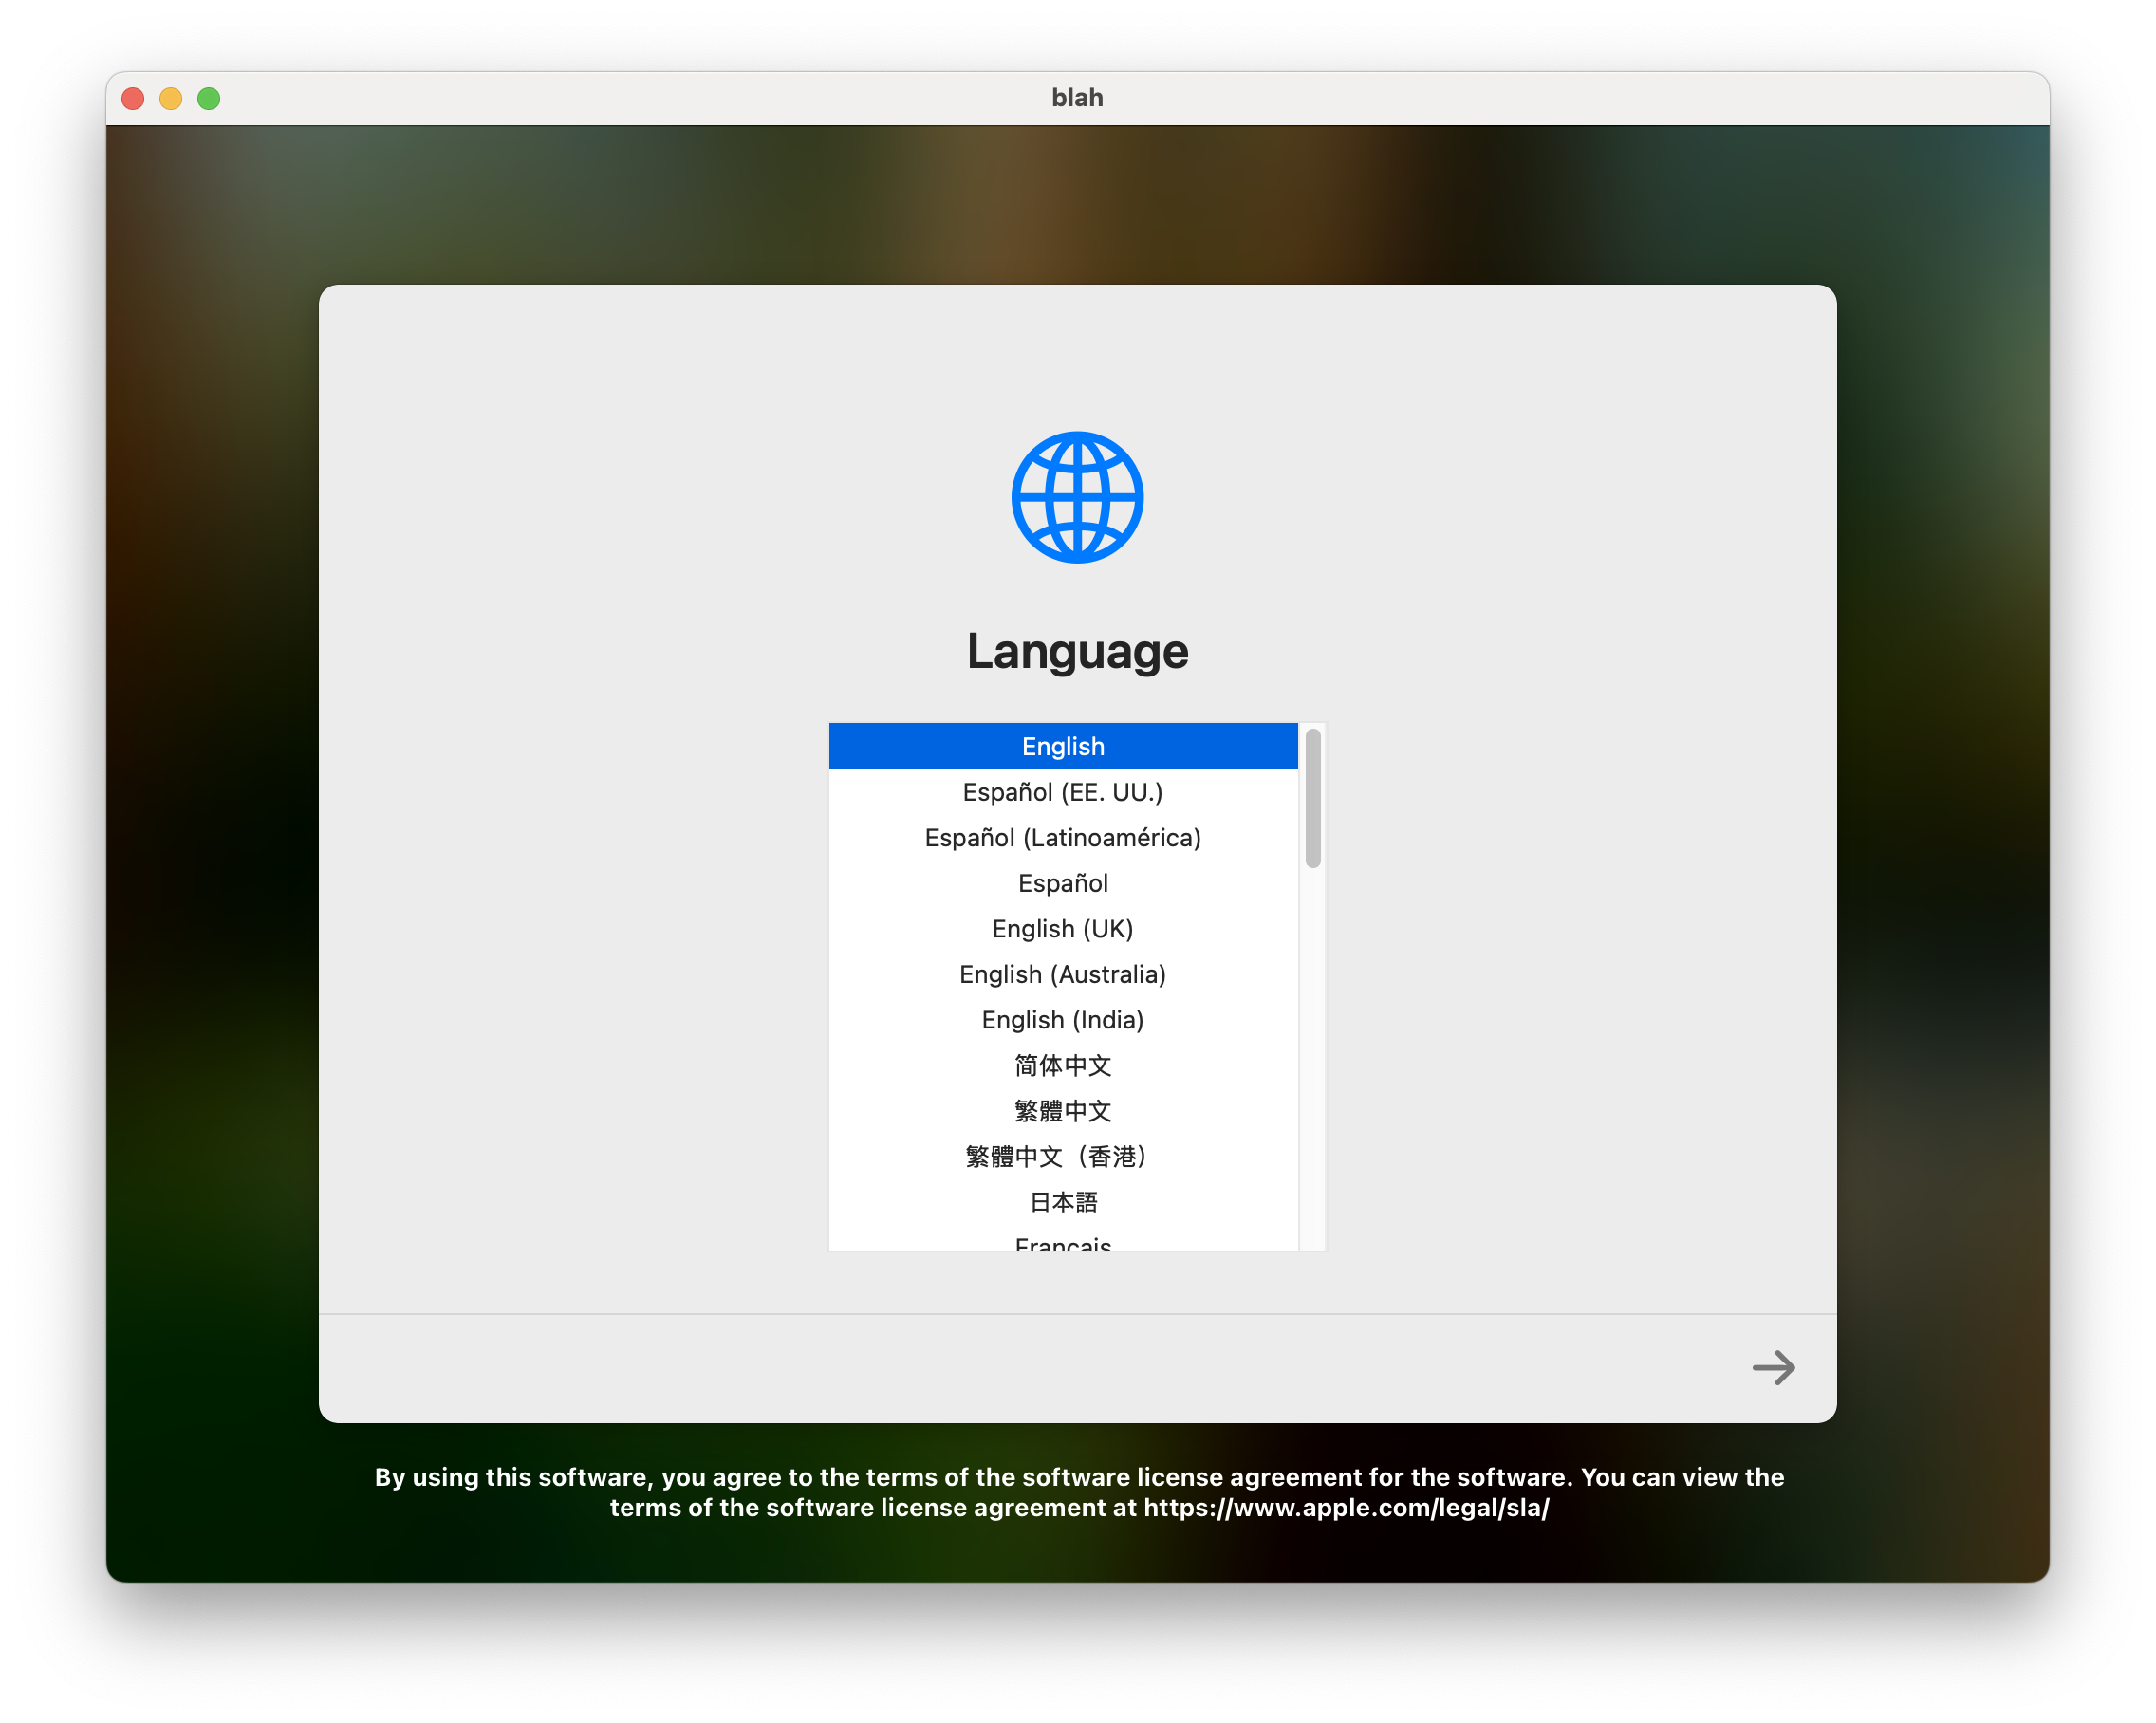 blah
Language
English
Español (EE. UU.)
Español (Latinoamérica)
Español
English (UK)
English (Australia)
English (India)
简体中文
繁體中文
繁體中文（香港）
日本語
Français
By using this software, you agree to the terms of the software license agreement for the software. You can view the
terms of the software license agreement at https://www.apple.com/legal/sla/